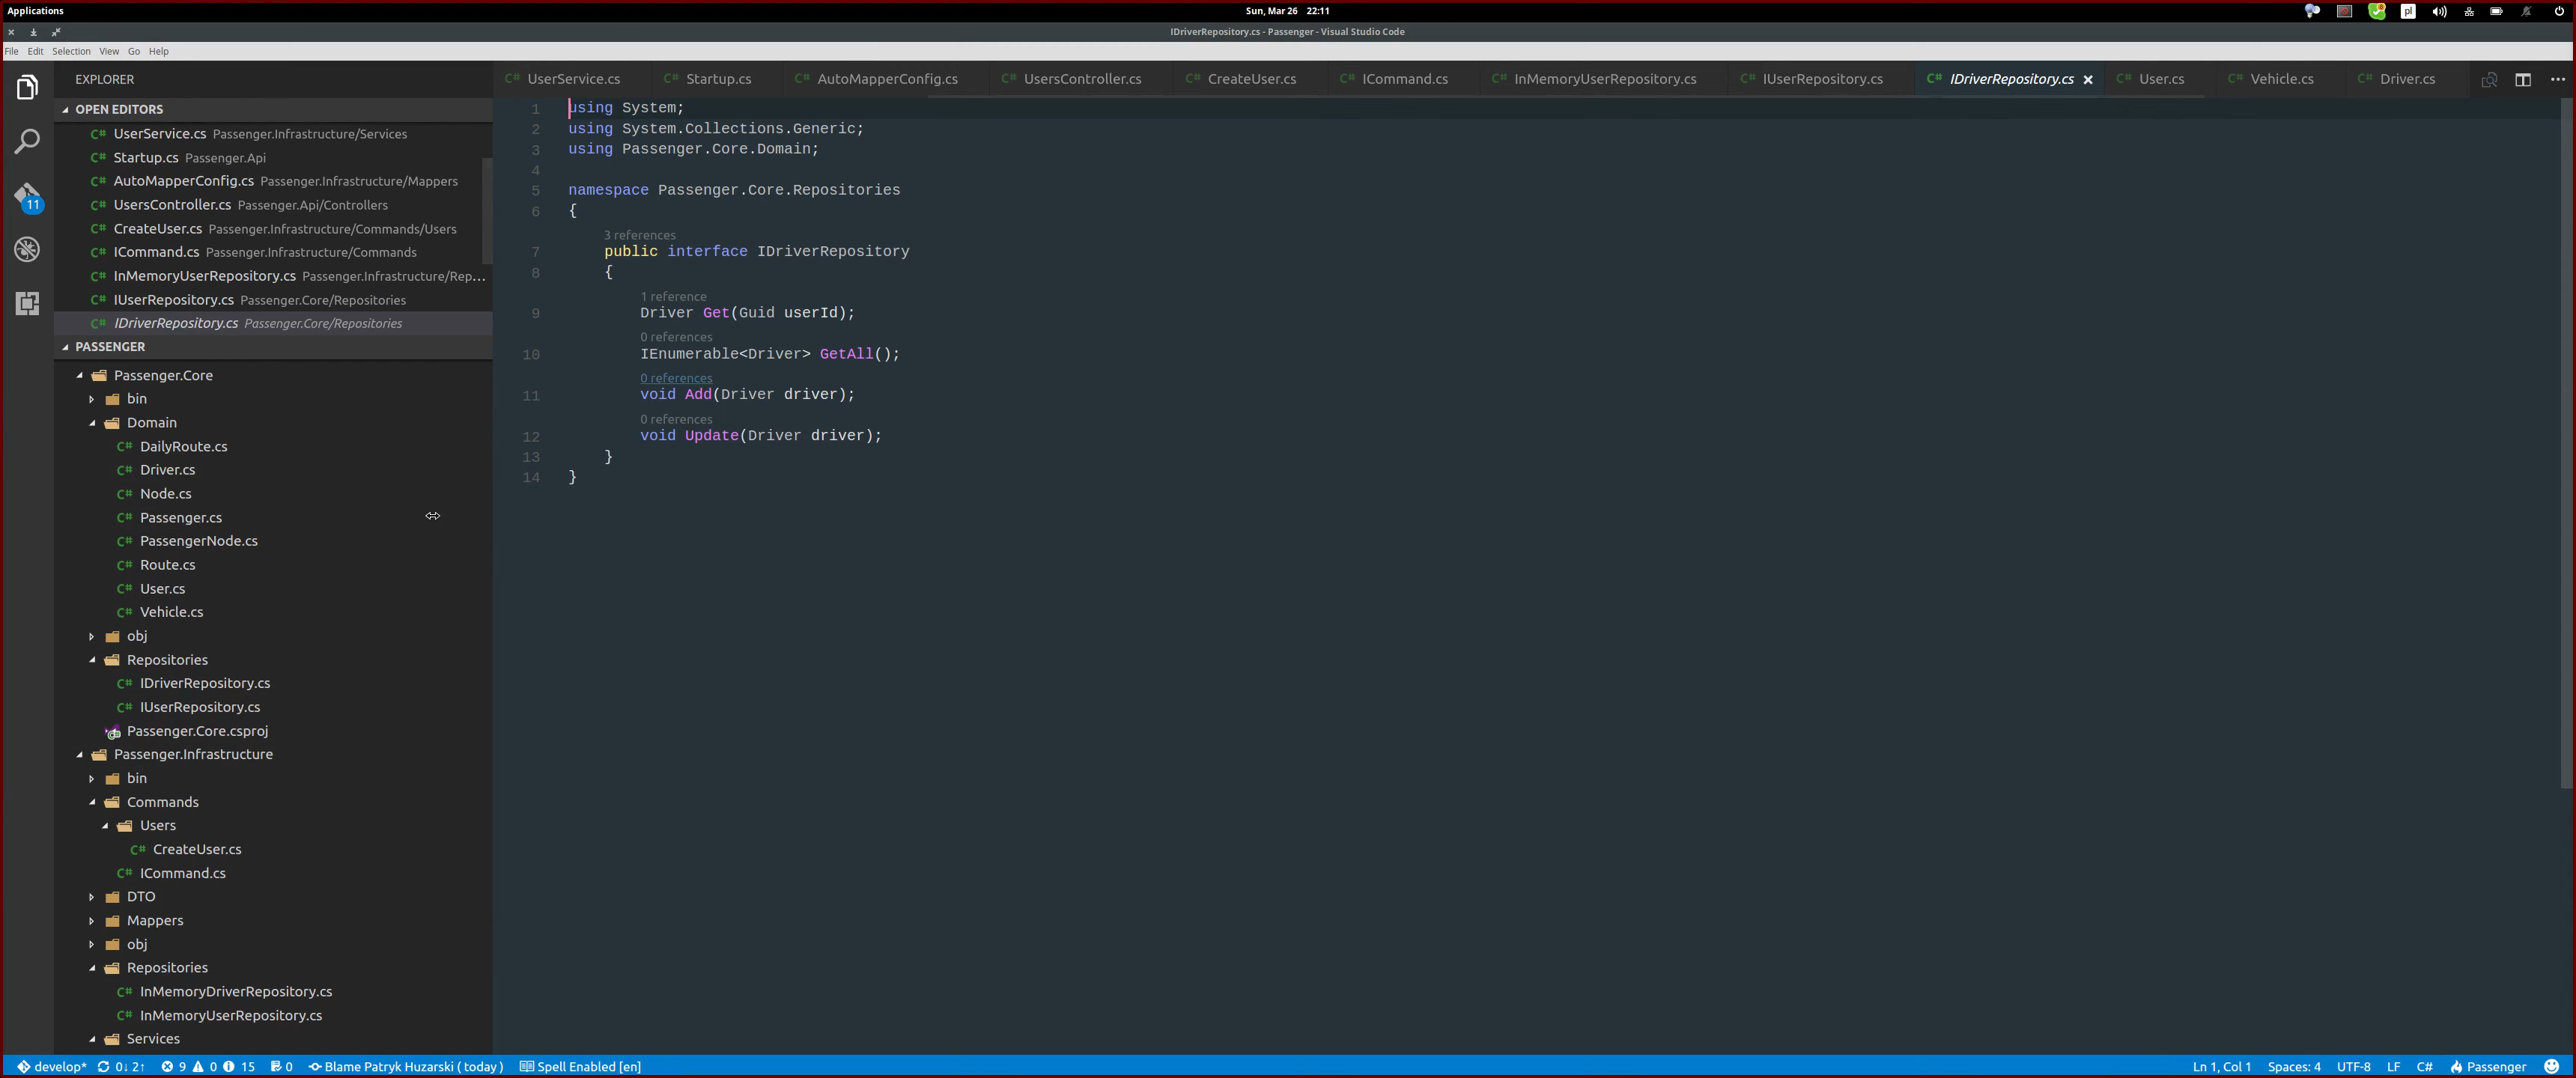 Applications
Sun, Mar 26 22:11
pl
IDriverRepository.cs - Passenger - Visual Studio Code
File Edit Selection View Go Help
EXPLORER
UserService.cs Startup.cs AutoMapperConfig.cs UsersController.cs CreateUser.cs ICommand.cs InMemoryUserRepository.cs IUserRepository.cs IDriverRepository.cs User.cs Vehicle.cs Driver.cs
OPEN EDITORS
UserService.cs Passenger.Infrastructure/Services
Startup.cs Passenger.Api
AutoMapperConfig.cs Passenger.Infrastructure/Mappers
UsersController.cs Passenger.Api/Controllers
CreateUser.cs Passenger.Infrastructure/Commands/Users
ICommand.cs Passenger.Infrastructure/Commands
InMemoryUserRepository.cs Passenger.Infrastructure/Rep...
IUserRepository.cs Passenger.Core/Repositories
IDriverRepository.cs Passenger.Core/Repositories
11
PASSENGER
Passenger.Core
bin
Domain
DailyRoute.cs
Driver.cs
Node.cs
Passenger.cs
PassengerNode.cs
Route.cs
User.cs
Vehicle.cs
obj
Repositories
IDriverRepository.cs
IUserRepository.cs
Passenger.Core.csproj
Passenger.Infrastructure
bin
Commands
Users
CreateUser.cs
ICommand.cs
DTO
Mappers
obj
Repositories
InMemoryDriverRepository.cs
InMemoryUserRepository.cs
Services
1 using System;
2 using System.Collections.Generic;
3 using Passenger.Core.Domain;
4
5 namespace Passenger.Core.Repositories
6 {
3 references
7 public interface IDriverRepository
8 {
1 reference
9 Driver Get(Guid userId);
0 references
10 IEnumerable<Driver> GetAll();
0 references
11 void Add(Driver driver);
0 references
12 void Update(Driver driver);
13 }
14 }
develop* 0↓ 2↑ 9 0 15 0 Blame Patryk Huzarski ( today ) Spell Enabled [en] Ln 1, Col 1 Spaces: 4 UTF-8 LF C# Passenger